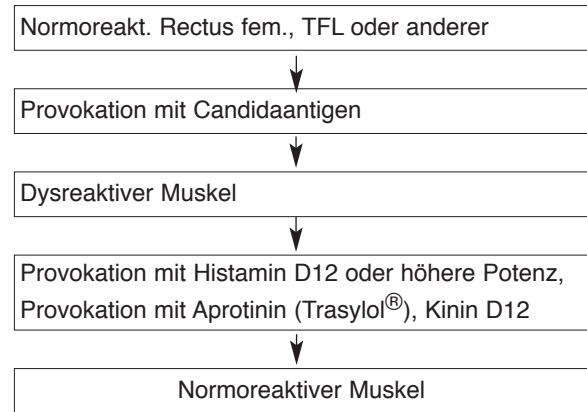 Normoreakt. Rectus fem., TFL oder anderer
Provokation mit Candidaantigen
Dysreaktiver Muskel
Provokation mit Histamin D12 oder höhere Potenz,
Provokation mit Aprotinin (Trasylol®), Kinin D12
Normoreaktiver Muskel